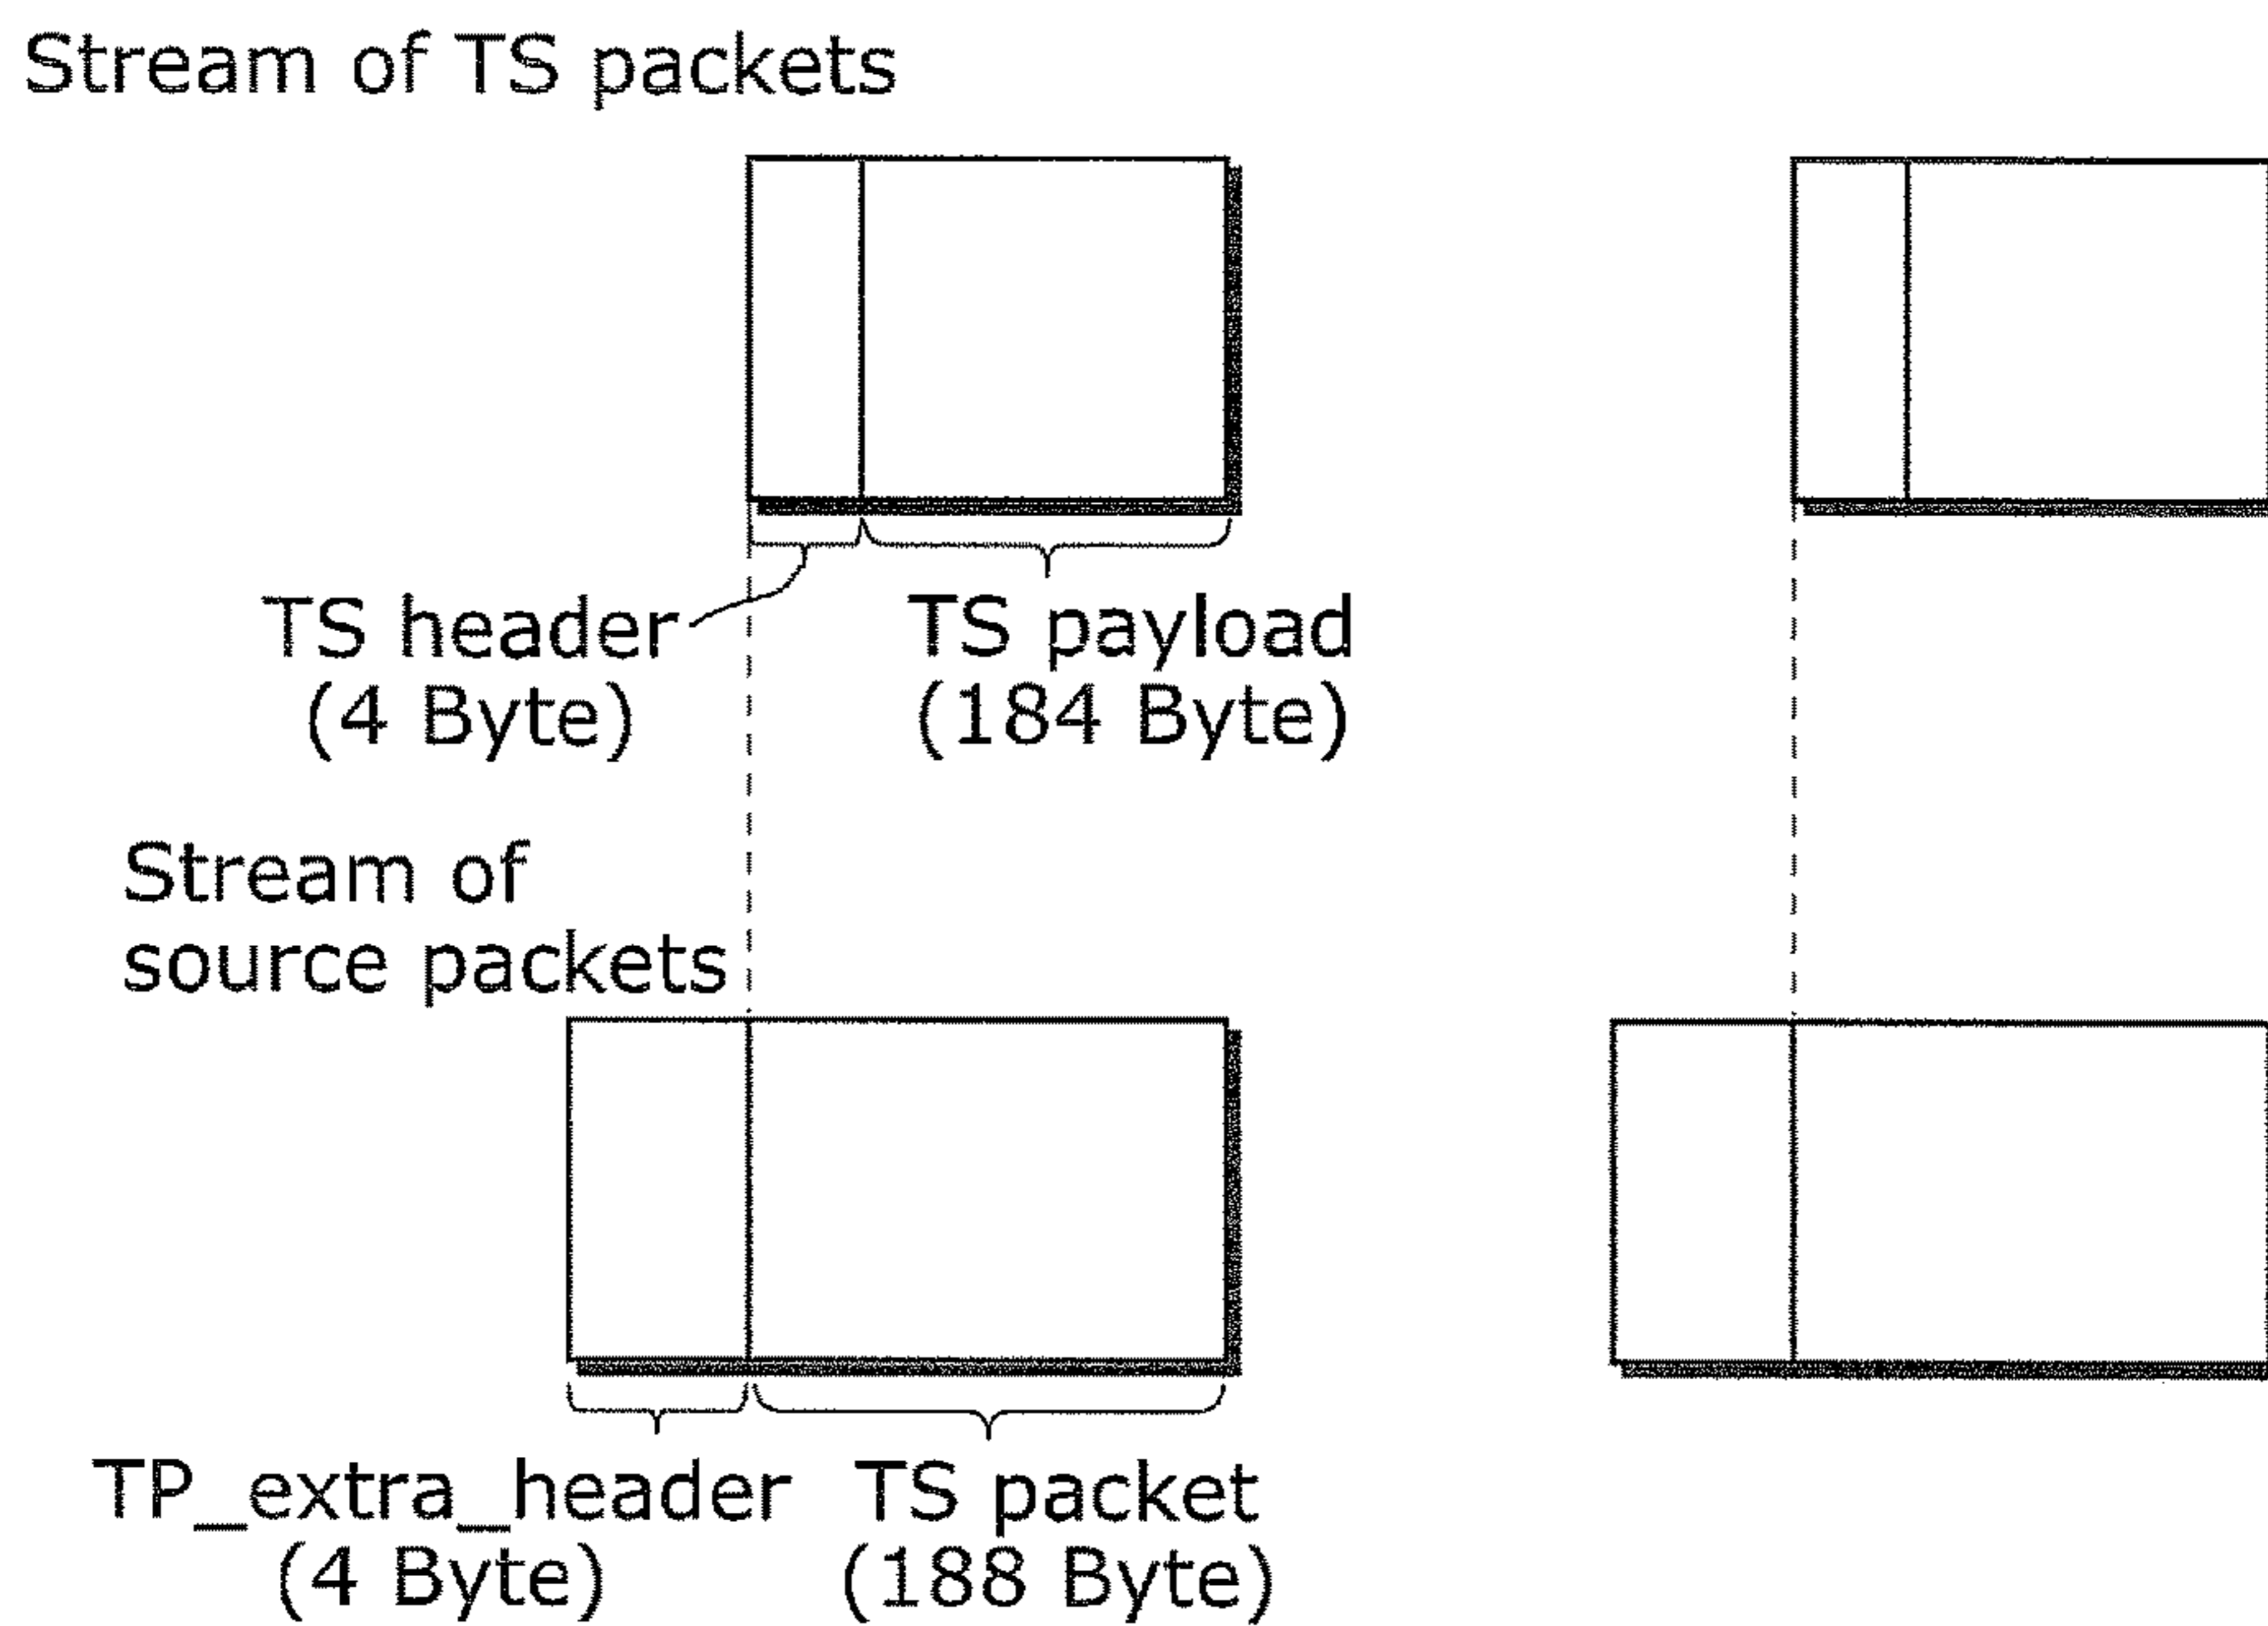 Stream of TS packets
TS header
(4 Byte)
TS payload
(184 Byte)
Stream of
source packets
TP_extra_header
(4 Byte)
TS packet
(188 Byte)